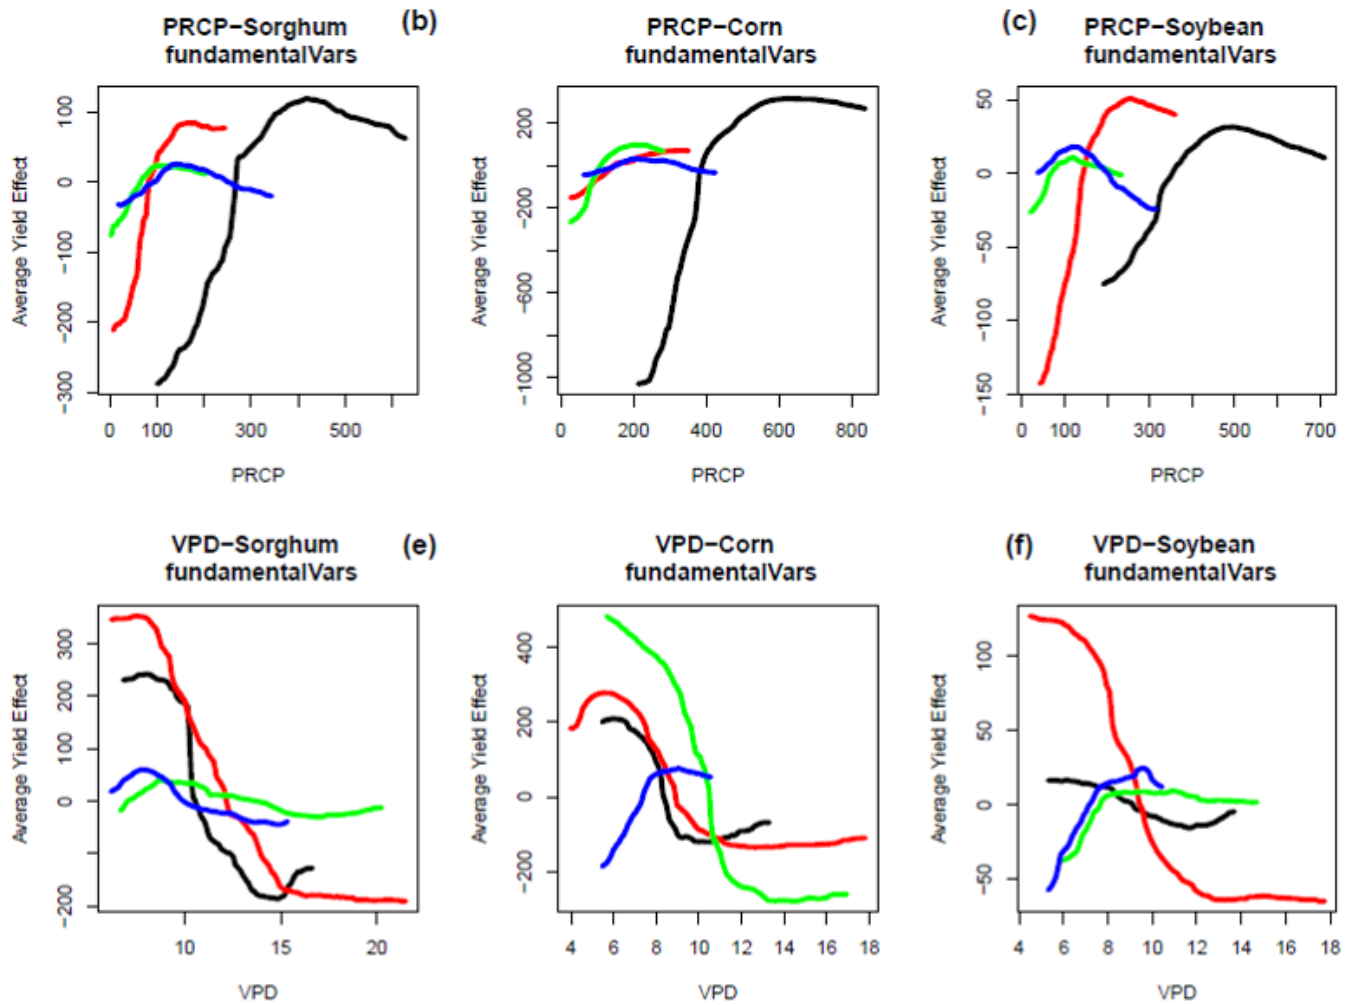 PRCP−Sorghum
fundamentalVars
100
0
−100
−200
−300
Average Yield Effect
0 100 300 500
PRCP
(b)
PRCP−Corn
fundamentalVars
200
−200
−600
−1000
Average Yield Effect
0 200 400 600 800
PRCP
(c)
PRCP−Soybean
fundamentalVars
50
0
−50
−100
−150
Average Yield Effect
0 100 300 500 700
PRCP
VPD−Sorghum
fundamentalVars
300
200
100
0
−200
Average Yield Effect
10 15 20
VPD
(e)
VPD−Corn
fundamentalVars
400
200
0
−200
Average Yield Effect
4 6 8 10 12 14 16 18
VPD
(f)
VPD−Soybean
fundamentalVars
100
50
0
−50
Average Yield Effect
4 6 8 10 12 14 16 18
VPD